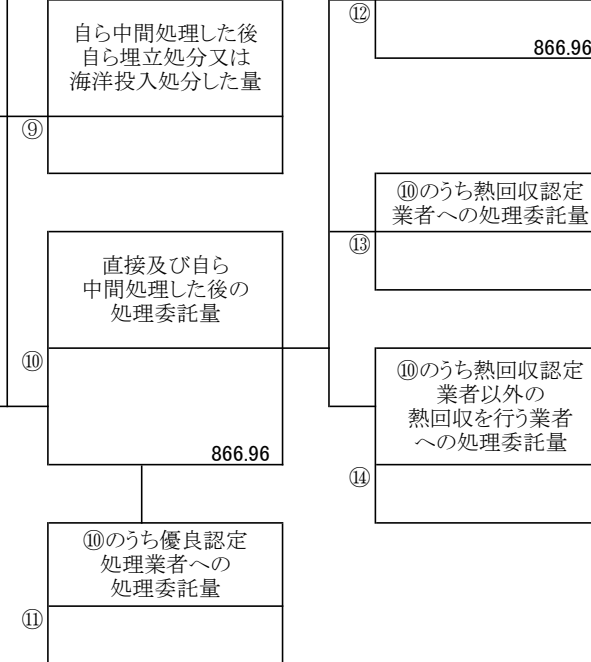 自ら中間処理した後
自ら埋立処分又は
海洋投入処分した量
⑨
直接及び自ら
中間処理した後の
処理委託量
⑩
866.96
⑩のうち優良認定
処理業者への
処理委託量
⑪
⑫
866.96
⑩のうち熱回収認定
業者への処理委託量
⑬
⑩のうち熱回収認定
業者以外の
熱回収を行う業者
への処理委託量
⑭